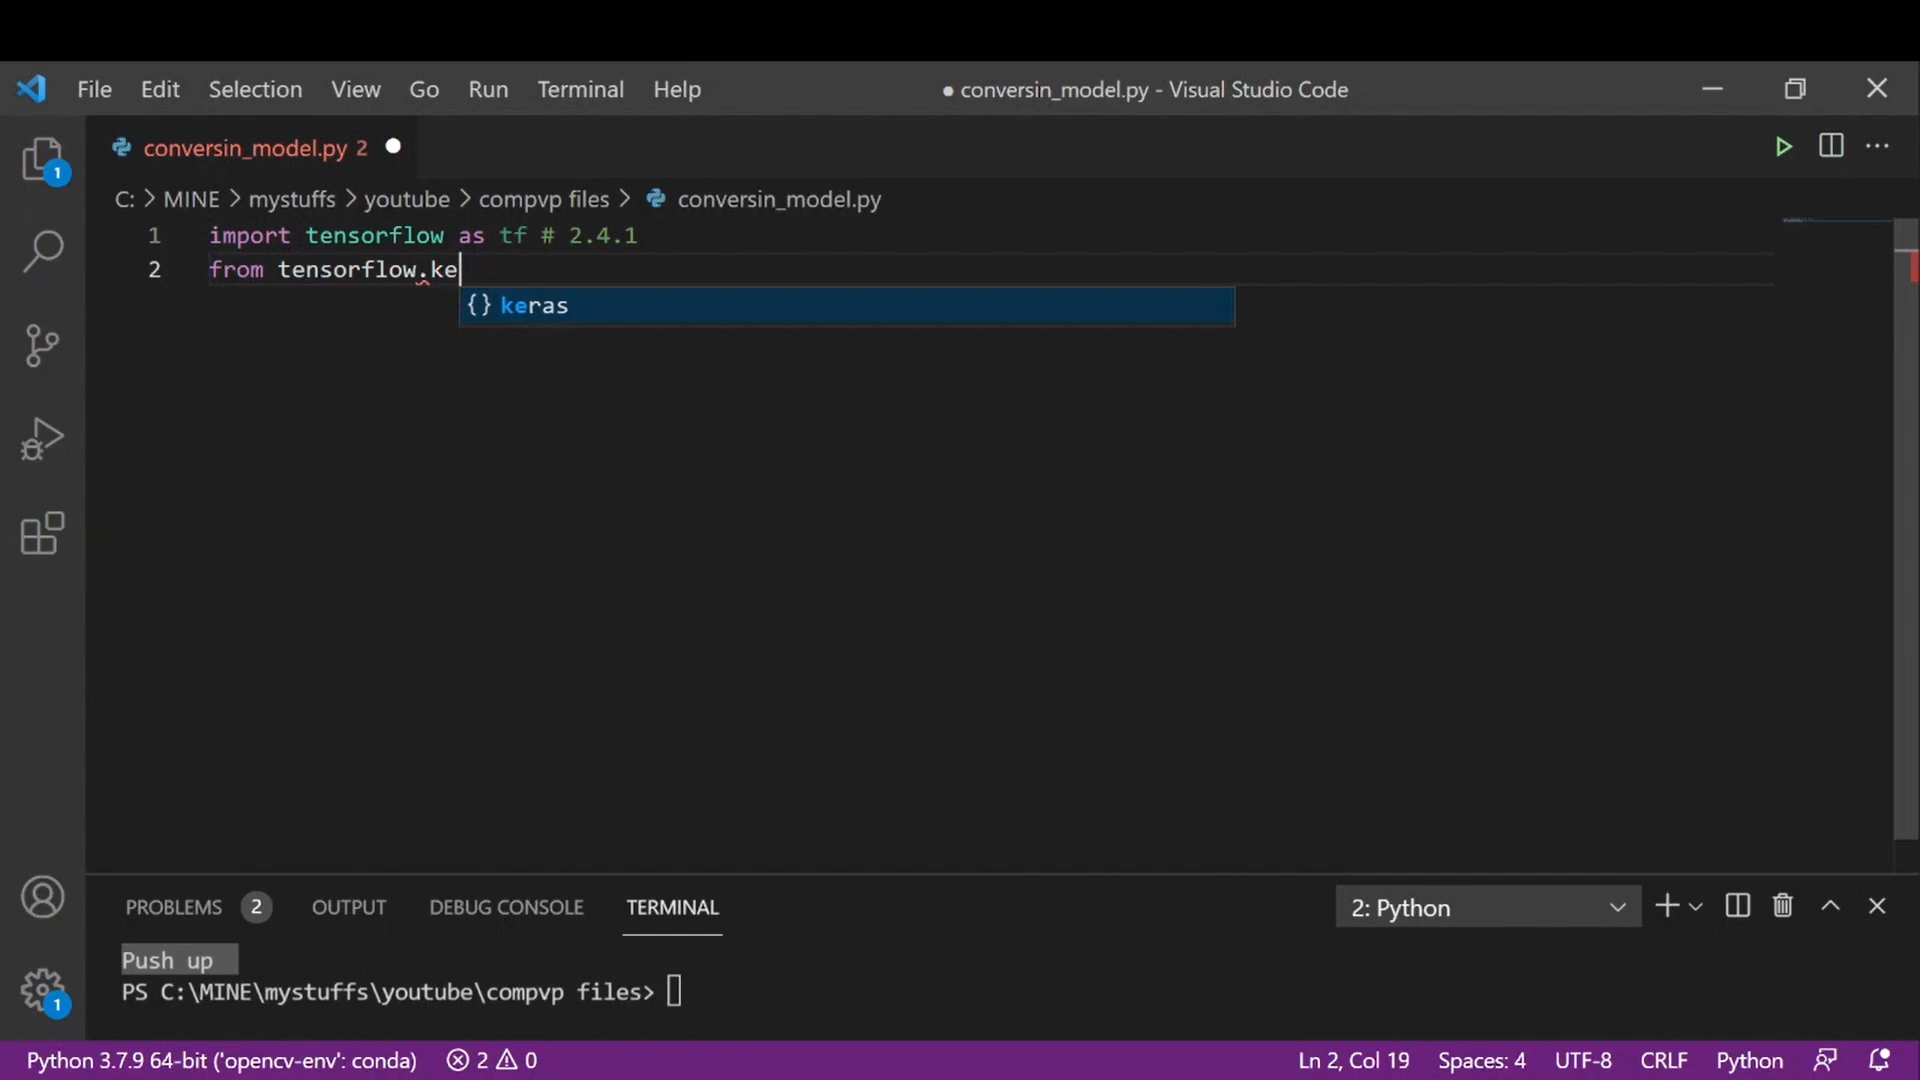 File Edit Selection View Go Run Terminal Help ● conversin_model.py - Visual Studio Code
conversin_model.py 2
1
C: > MINE > mystuffs > youtube > compvp files > conversin_model.py
1 import tensorflow as tf # 2.4.1
2 from tensorflow.ke
{} keras
PROBLEMS 2 OUTPUT DEBUG CONSOLE TERMINAL 2: Python
Push up
PS C:\MINE\mystuffs\youtube\compvp files>
1
Python 3.7.9 64-bit ('opencv-env': conda) 2 0 Ln 2, Col 19 Spaces: 4 UTF-8 CRLF Python